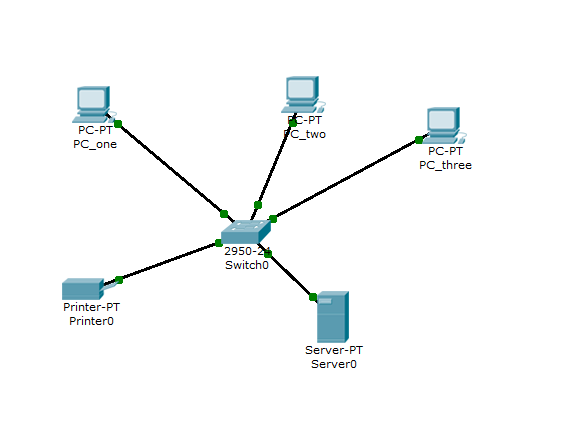 PC-PT
PC_one
PC-PT
PC_two
PC-PT
PC_three
2950-24
Switch0
Printer-PT
Printer0
Server-PT
Server0